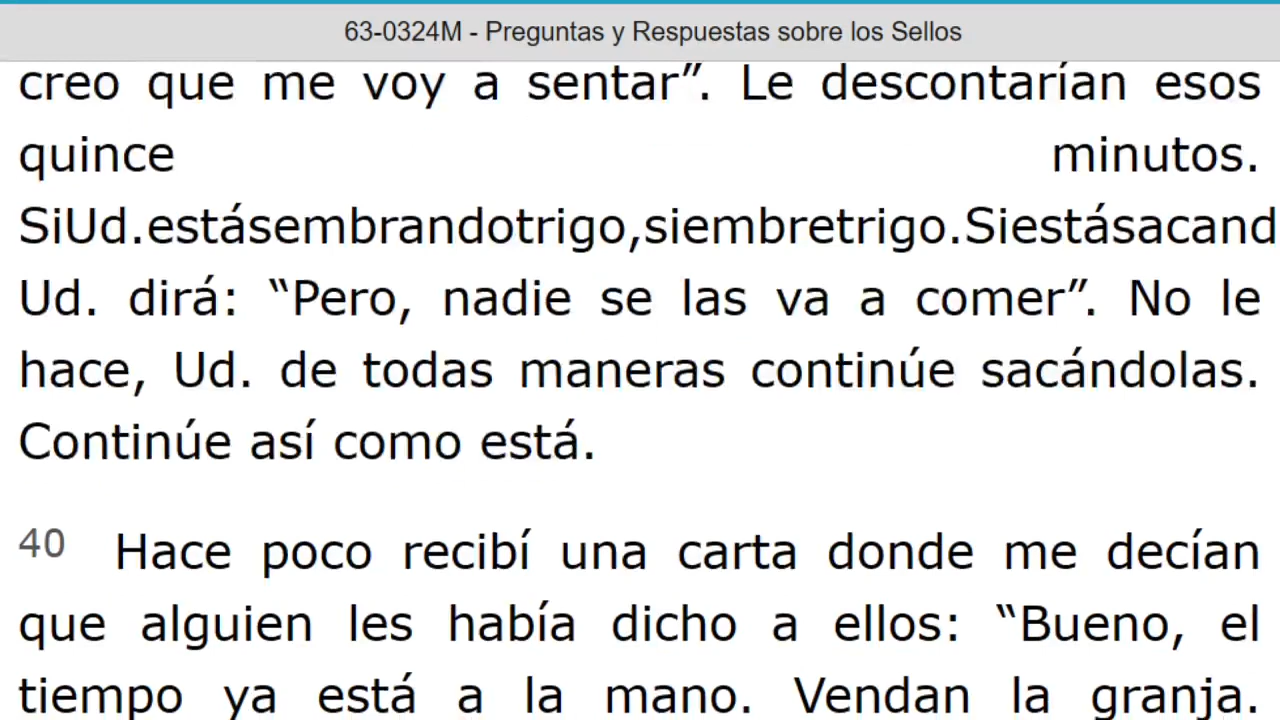 63-0324M - Preguntas y Respuestas sobre los Sellos
creo que me voy a sentar”. Le descontarían esos
quince minutos.
SiUd.estásembrandotrigo,siembretrigo.Siestásacand
Ud. dirá: “Pero, nadie se las va a comer”. No le
hace, Ud. de todas maneras continúe sacándolas.
Continúe así como está.
40 Hace poco recibí una carta donde me decían
que alguien les había dicho a ellos: “Bueno, el
tiempo ya está a la mano. Vendan la granja.